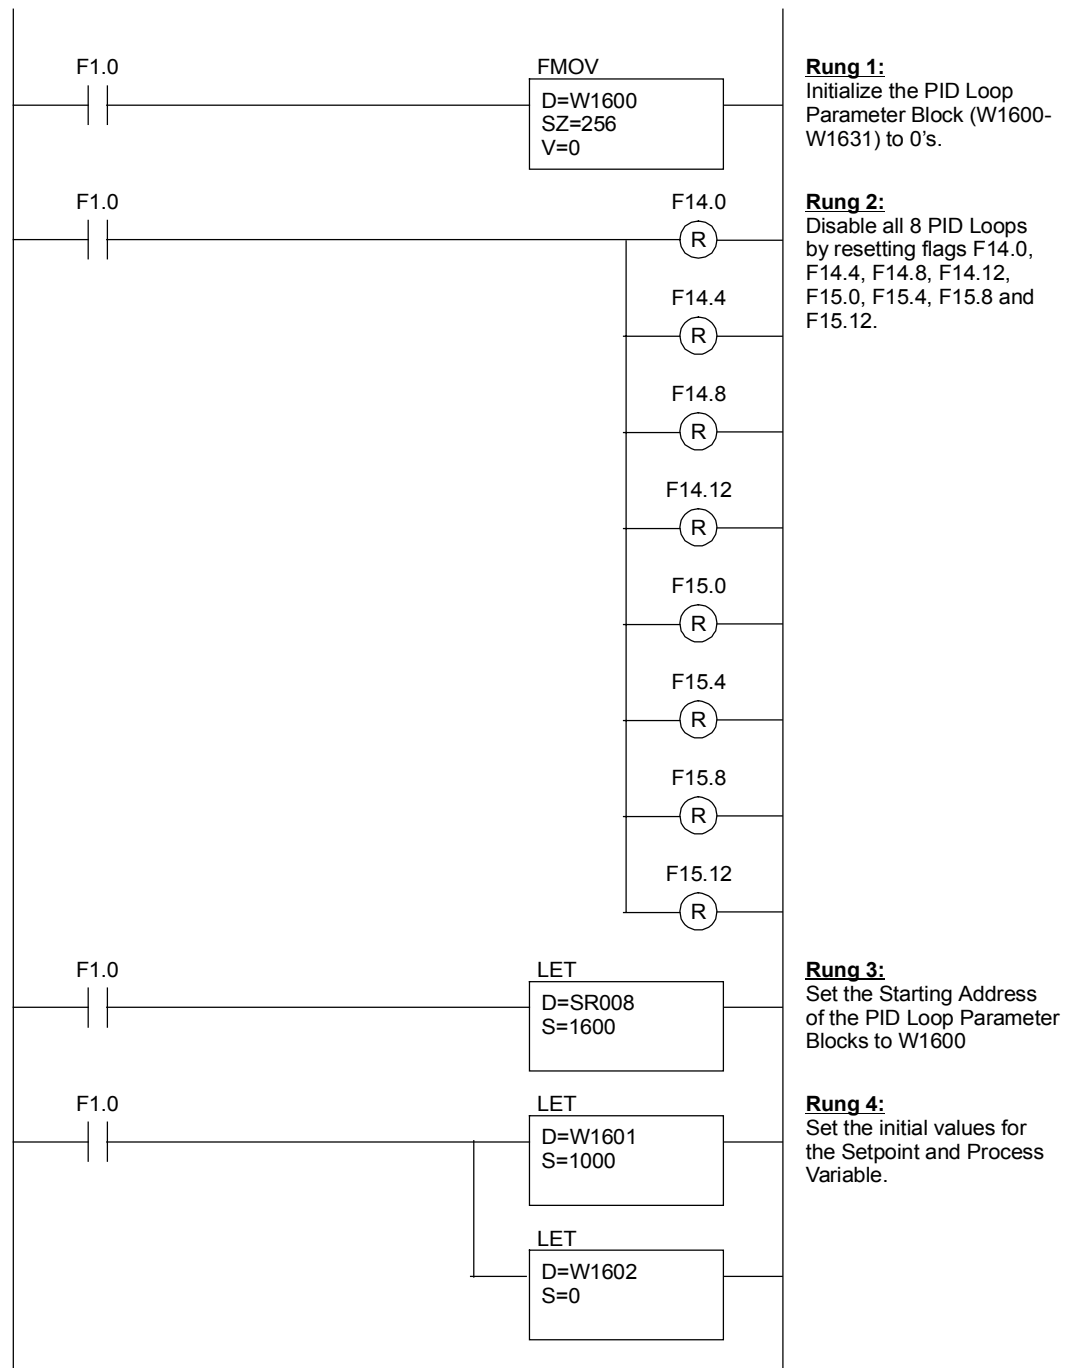 F1.0
FMOV
D=W1600
SZ=256
V=0
Rung 1:
Initialize the PID Loop
Parameter Block (W1600-
W1631) to 0's.
F1.0
F14.0
R
F14.4
R
F14.8
R
F14.12
R
F15.0
R
F15.4
R
F15.8
R
F15.12
R
Rung 2:
Disable all 8 PID Loops
by resetting flags F14.0,
F14.4, F14.8, F14.12,
F15.0, F15.4, F15.8 and
F15.12.
F1.0
LET
D=SR008
S=1600
Rung 3:
Set the Starting Address
of the PID Loop Parameter
Blocks to W1600
F1.0
LET
D=W1601
S=1000
LET
D=W1602
S=0
Rung 4:
Set the initial values for
the Setpoint and Process
Variable.